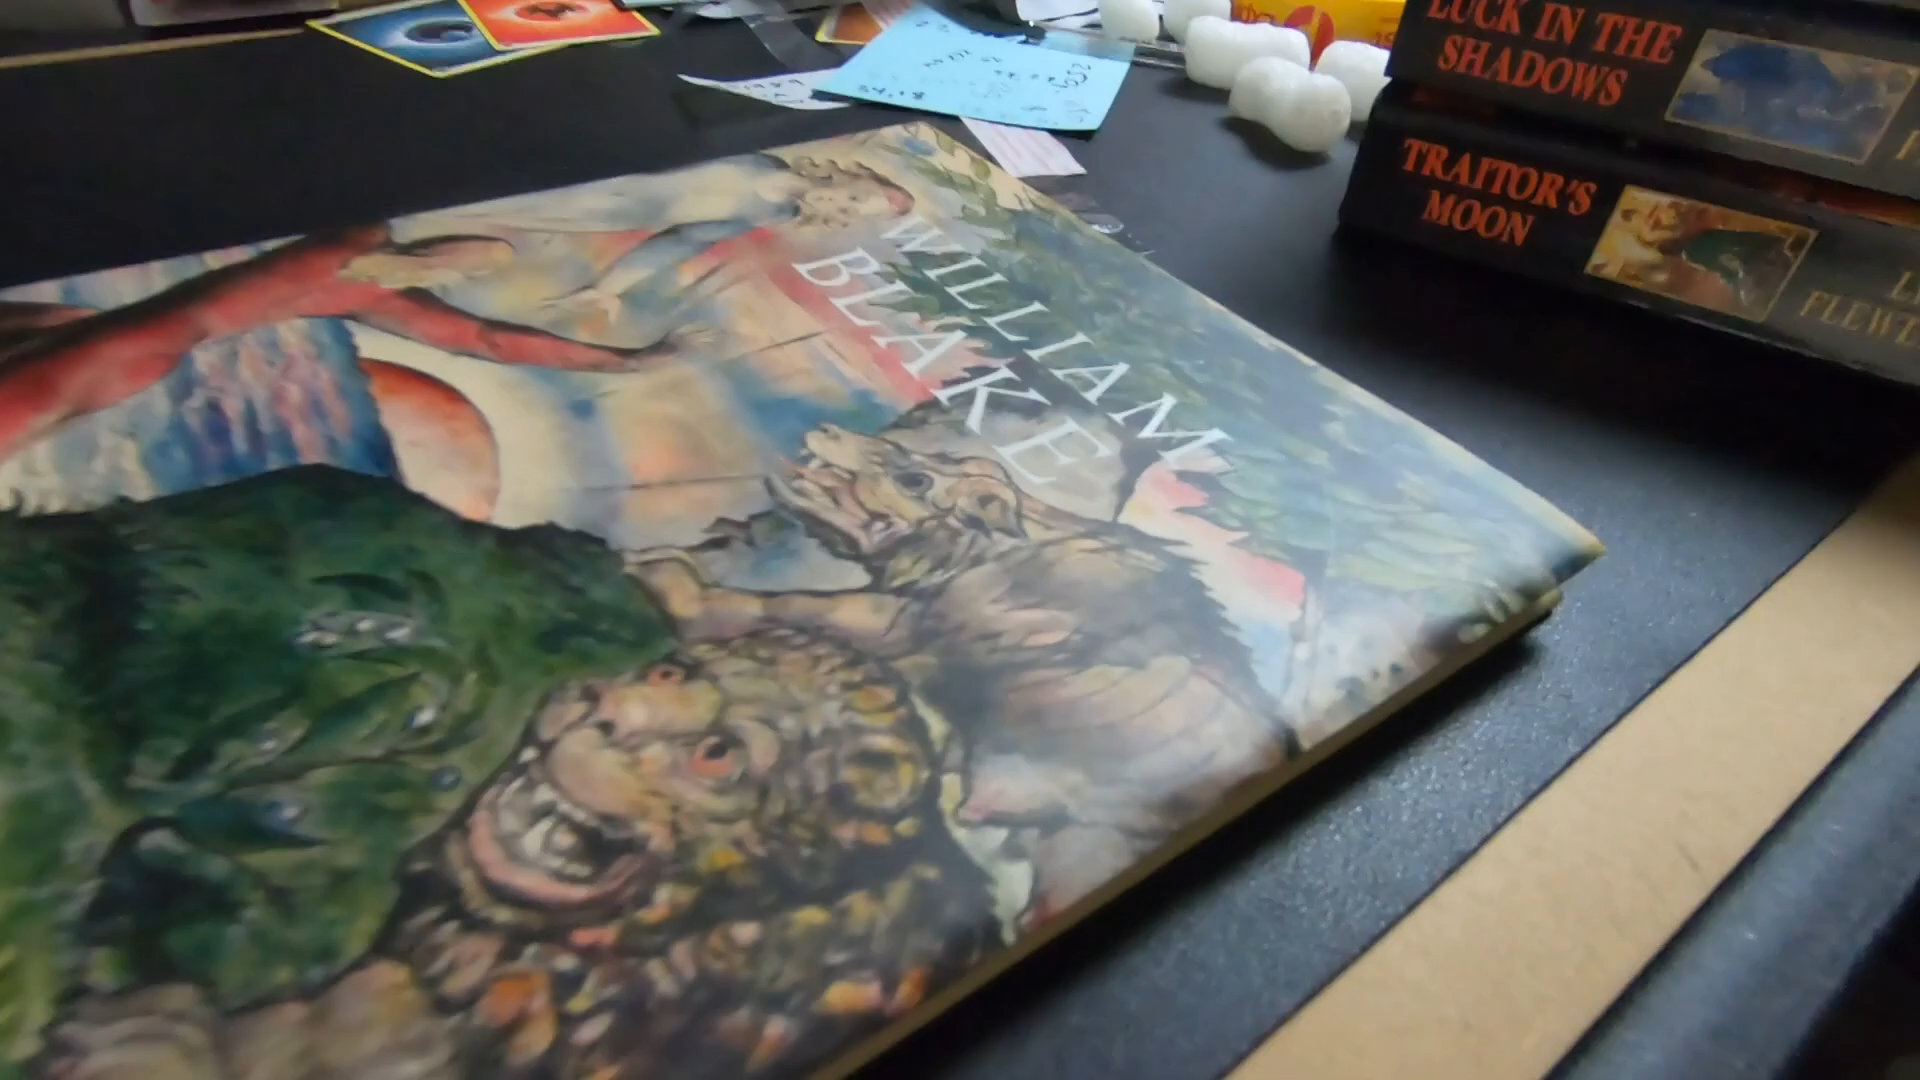 WILLIAM
BLAKE
LUCK IN THE
SHADOWS
TRAITOR'S
MOON